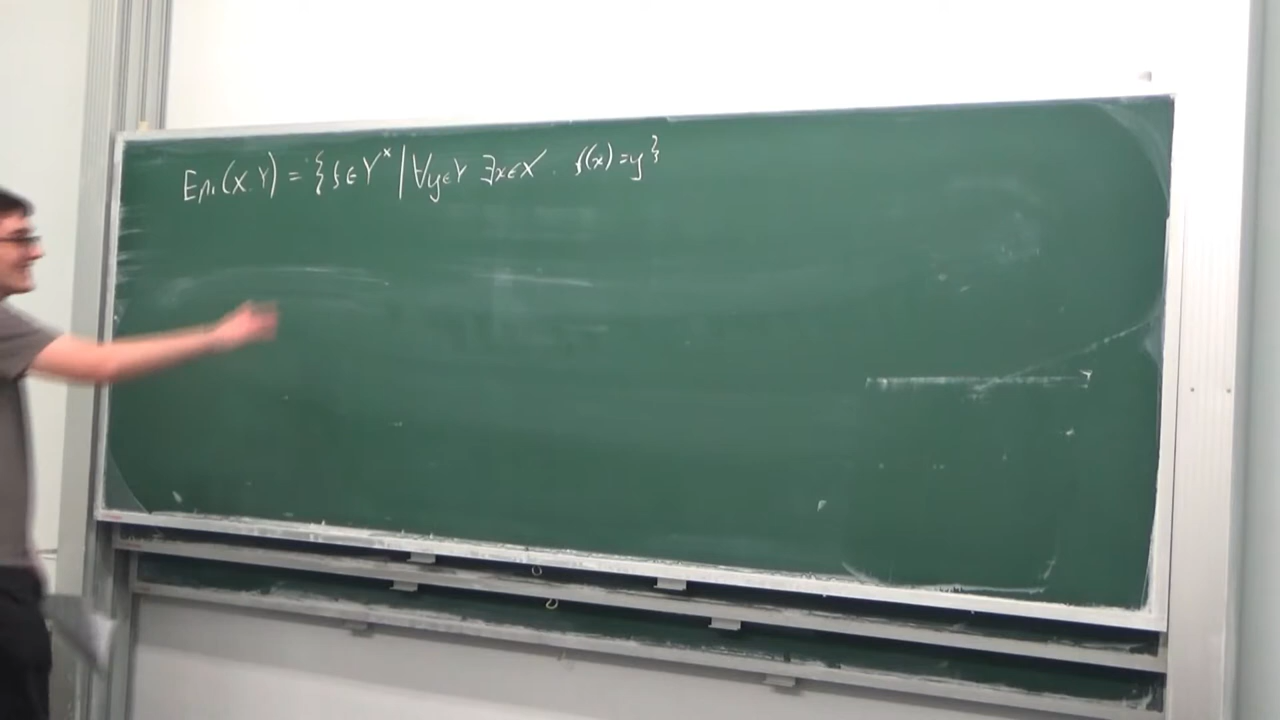 Epi(X,Y) = {f∈Y^X | ∀y∈Y ∃x∈X. f(x)=y}